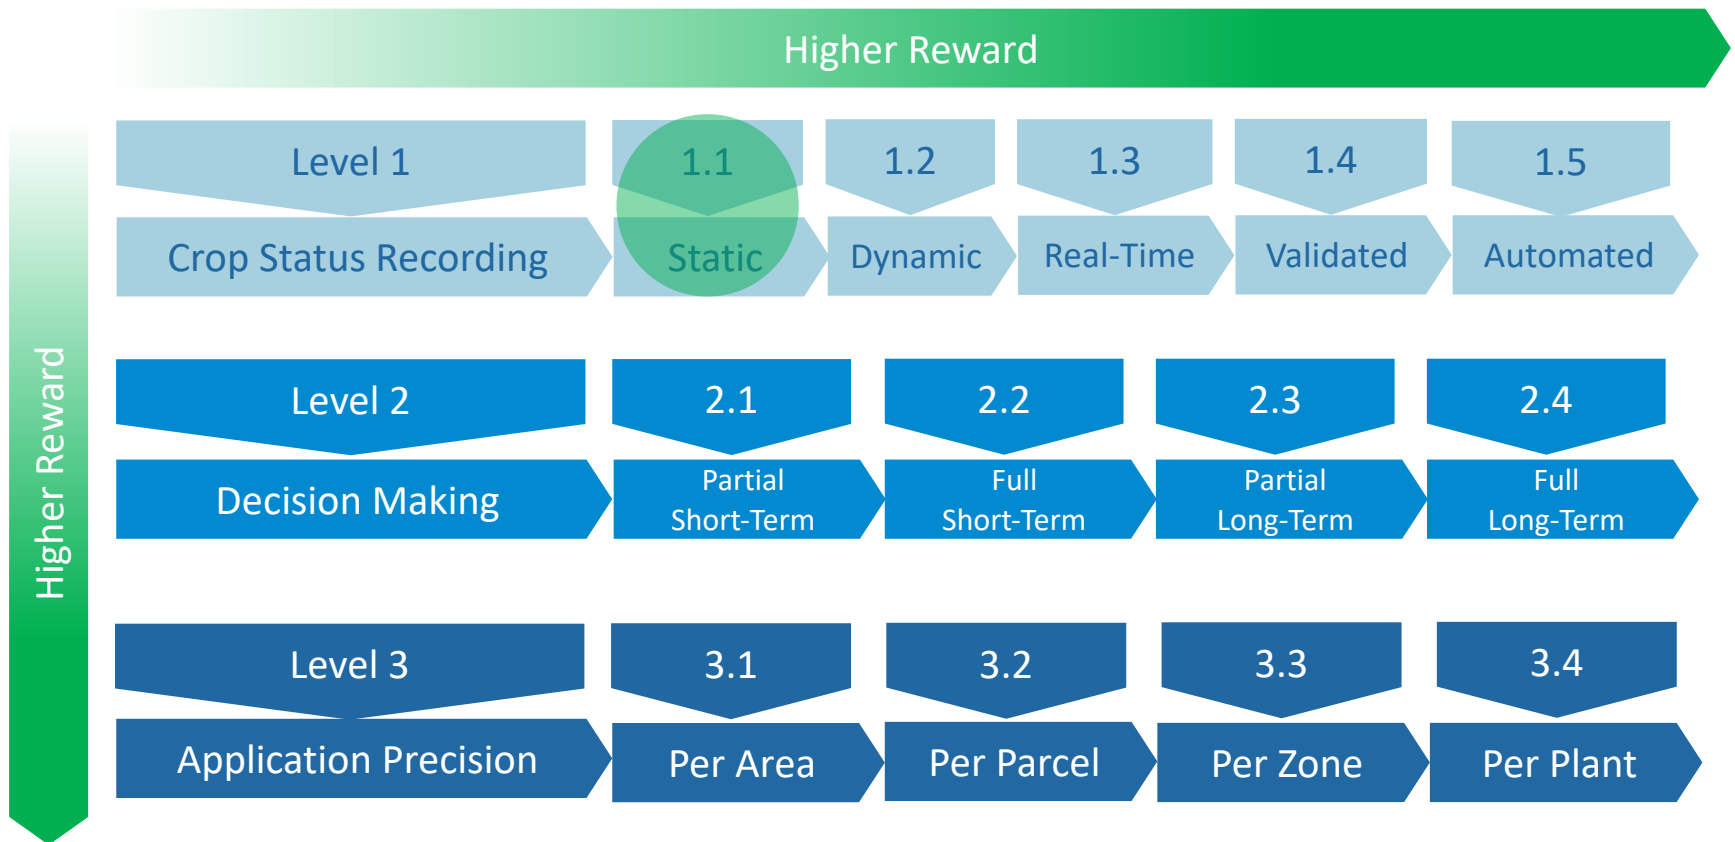 Higher Reward
Higher Reward
Level 1
1.1
1.2
1.3
1.4
1.5
Crop Status Recording
Static
Dynamic
Real-Time
Validated
Automated
Level 2
2.1
2.2
2.3
2.4
Decision Making
Partial
Short-Term
Full
Short-Term
Partial
Long-Term
Full
Long-Term
Level 3
3.1
3.2
3.3
3.4
Application Precision
Per Area
Per Parcel
Per Zone
Per Plant